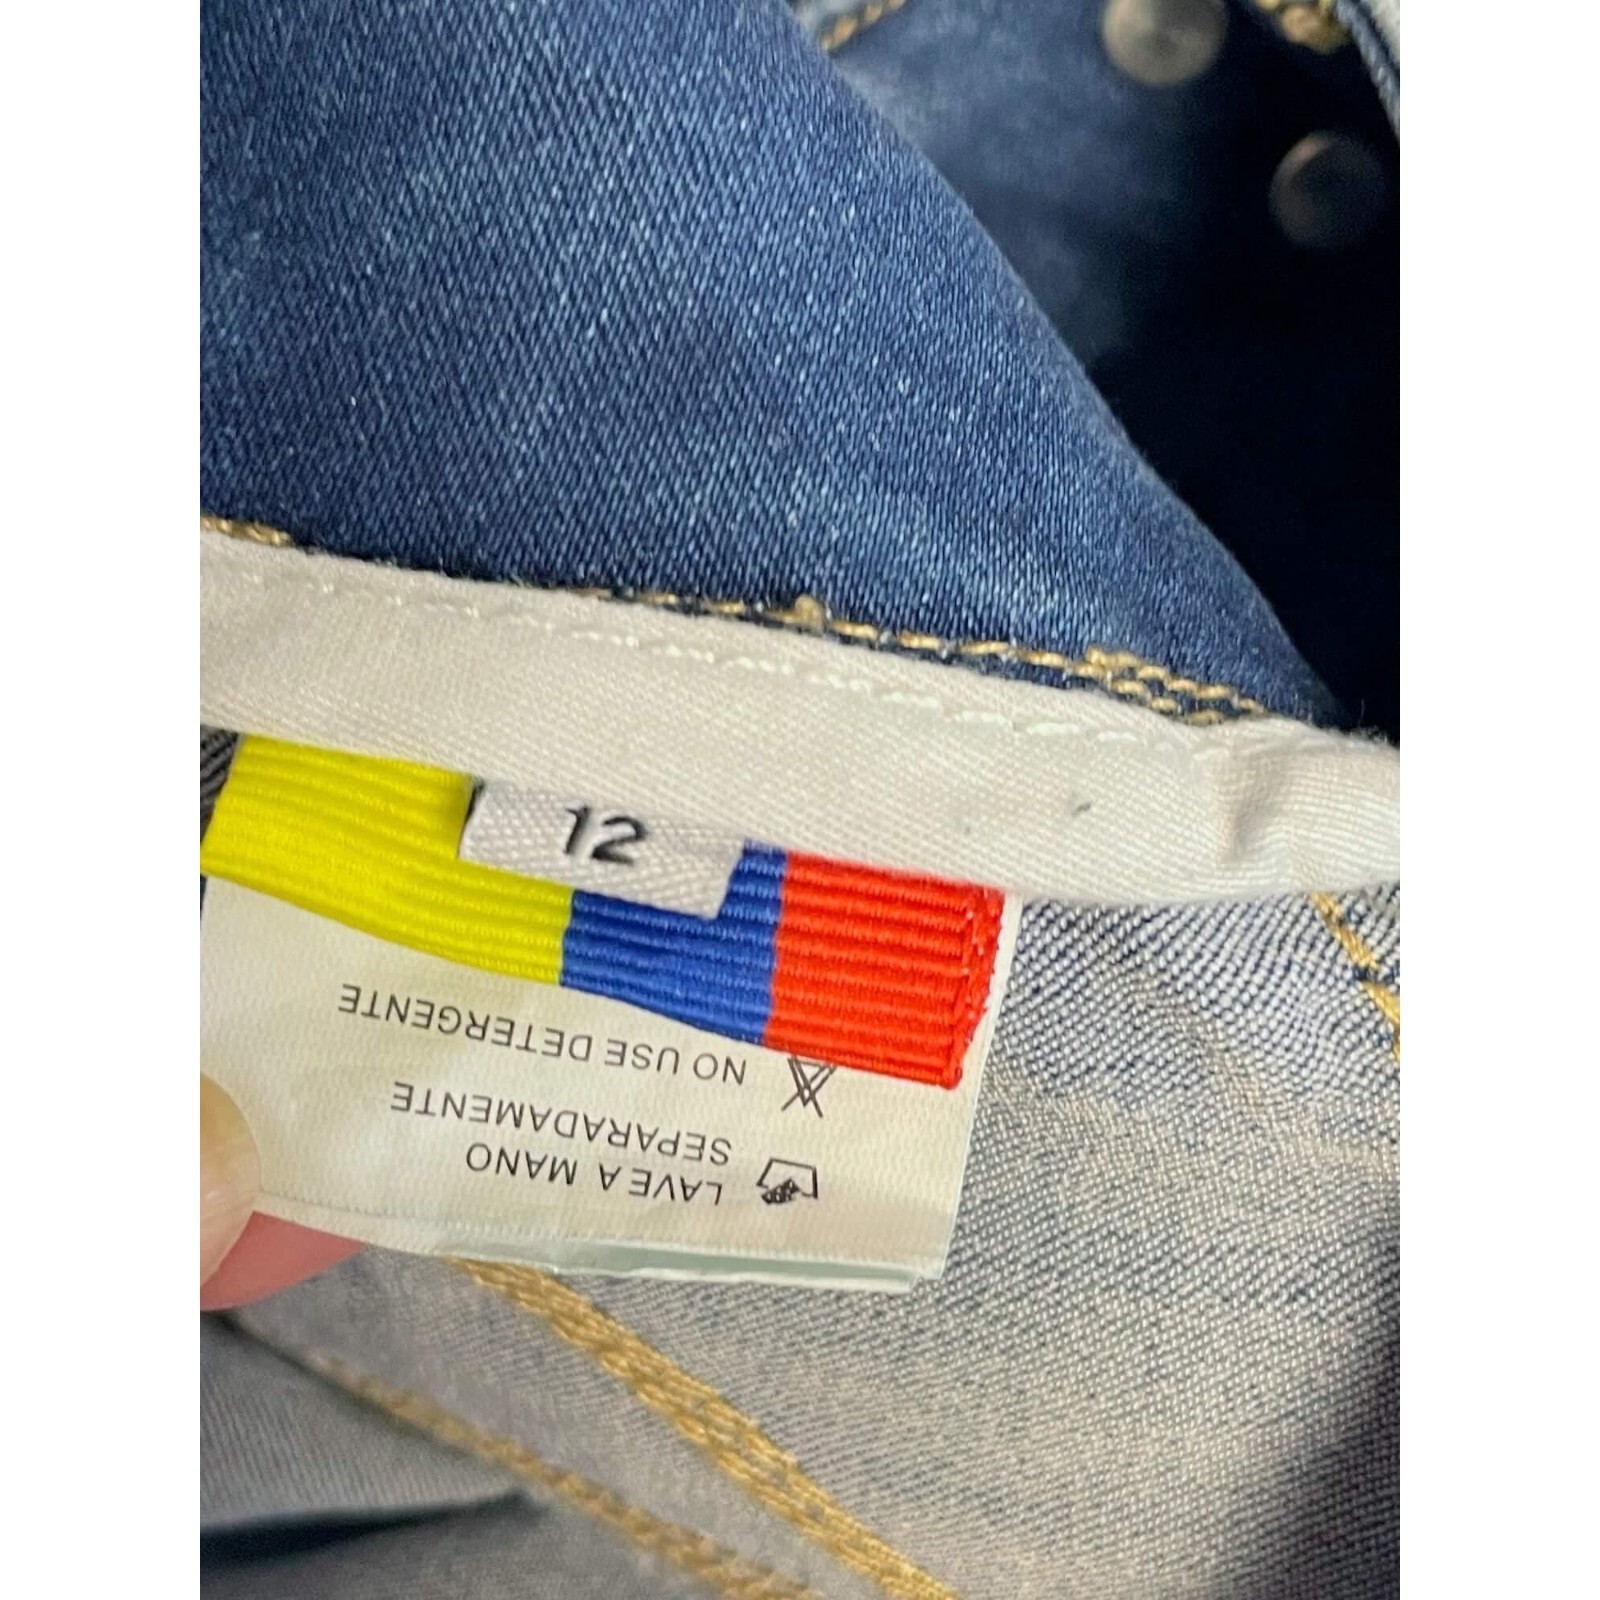 12
LAVE A MANO
SEPARADAMENTE
NO USE DETERGENTE